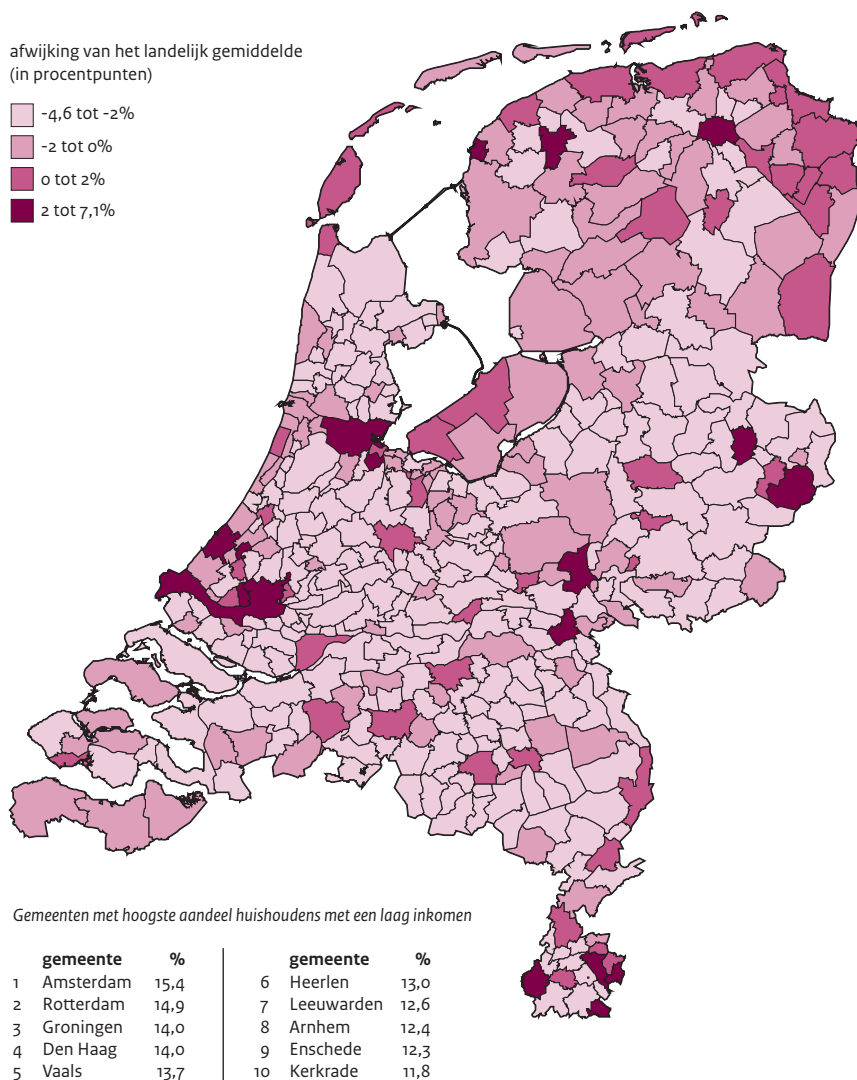 afwijking van het landelijk gemiddelde
(in procentpunten)
-4,6 tot -2%
-2 tot 0%
0 tot 2%
2 tot 7,1%
Gemeenten met hoogste aandeel huishoudens met een laag inkomen
gemeente %
1 Amsterdam 15,4
2 Rotterdam 14,9
3 Groningen 14,0
4 Den Haag 14,0
5 Vaals 13,7
gemeente %
6 Heerlen 13,0
7 Leeuwarden 12,6
8 Arnhem 12,4
9 Enschede 12,3
10 Kerkrade 11,8